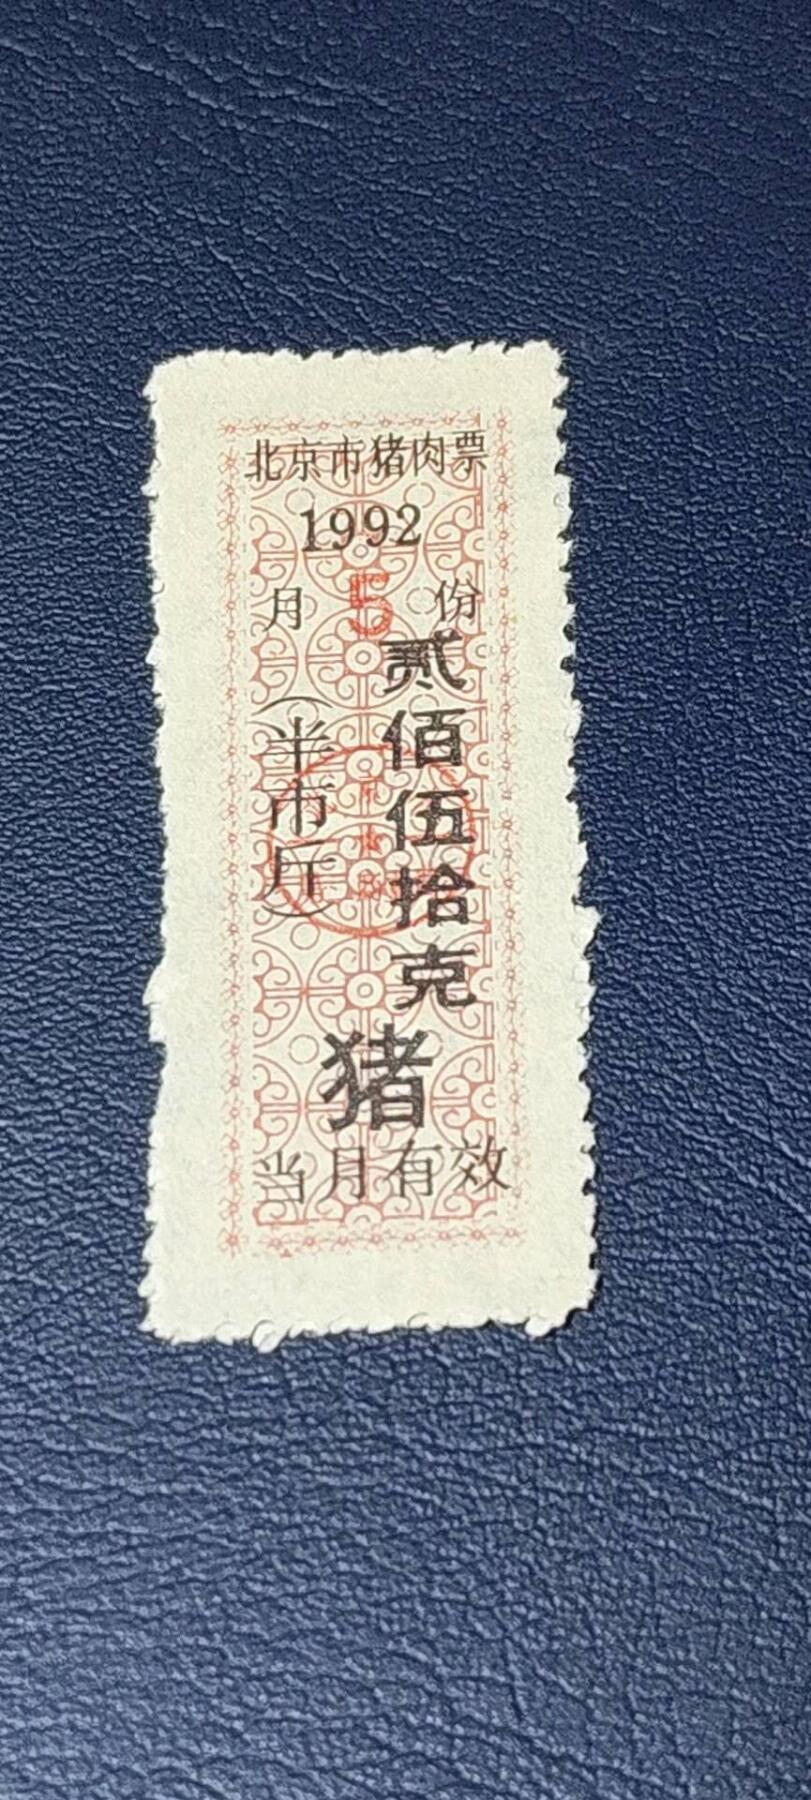 北京市猪肉票
1992
月 5 份
贰佰伍拾克
（半市斤）
猪
当月有效